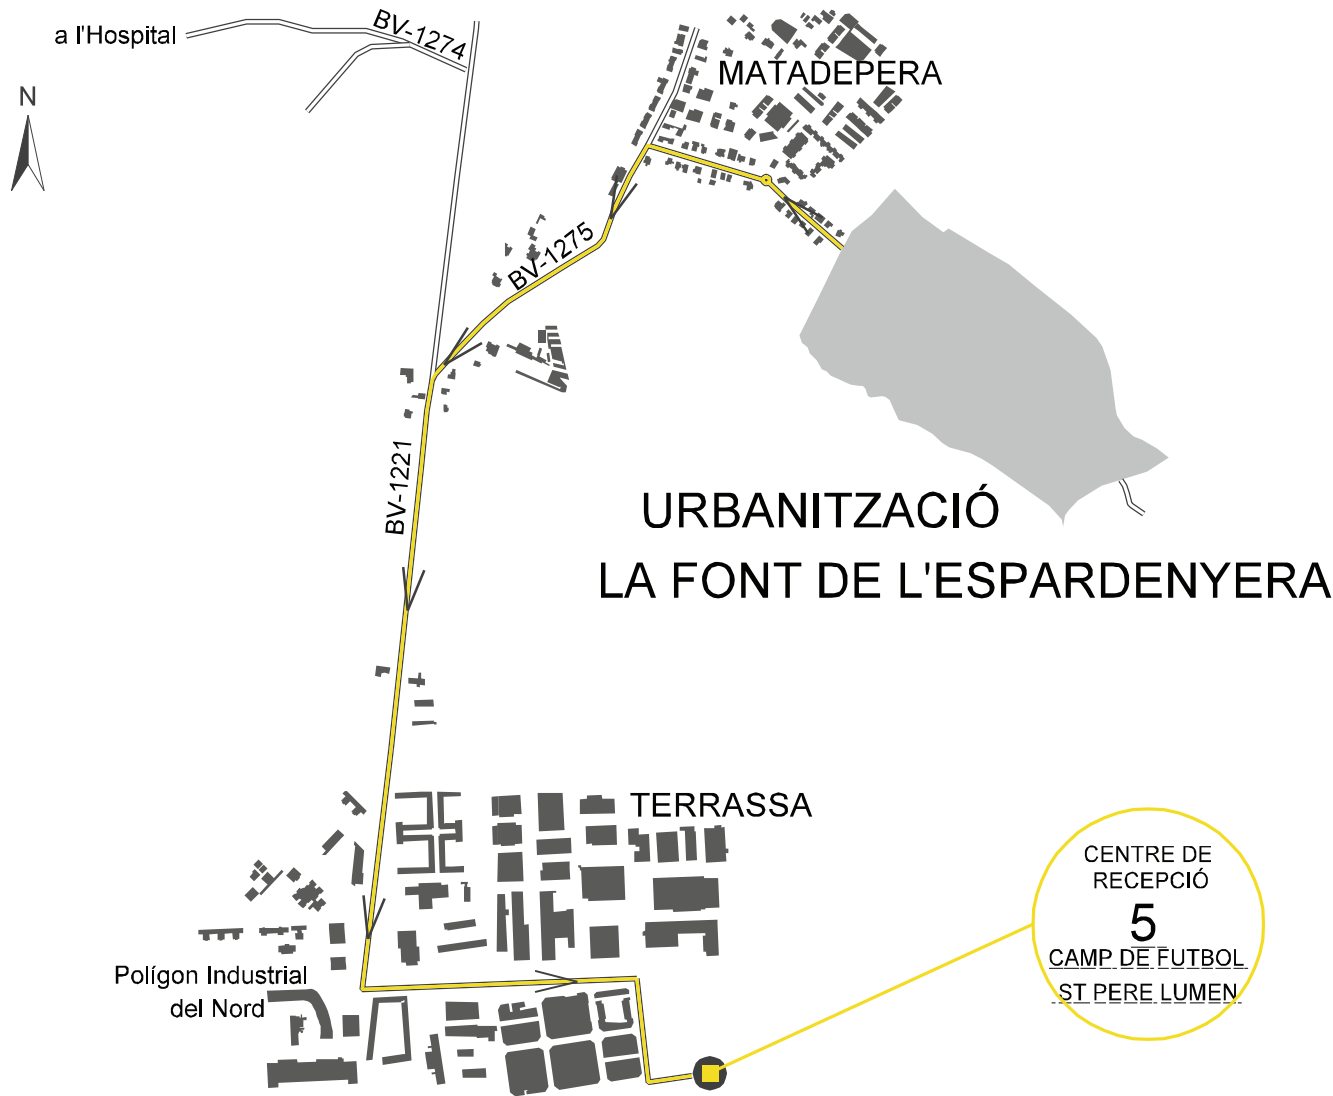 a l'Hospital
BV-1274
N
MATADEPERA
BV-1275
BV-1221
URBANITZACIÓ
LA FONT DE L'ESPARDENYERA
TERRASSA
CENTRE DE
RECEPCIÓ
5
CAMP DE FUTBOL
ST PERE LUMEN
Polígon Industrial
del Nord